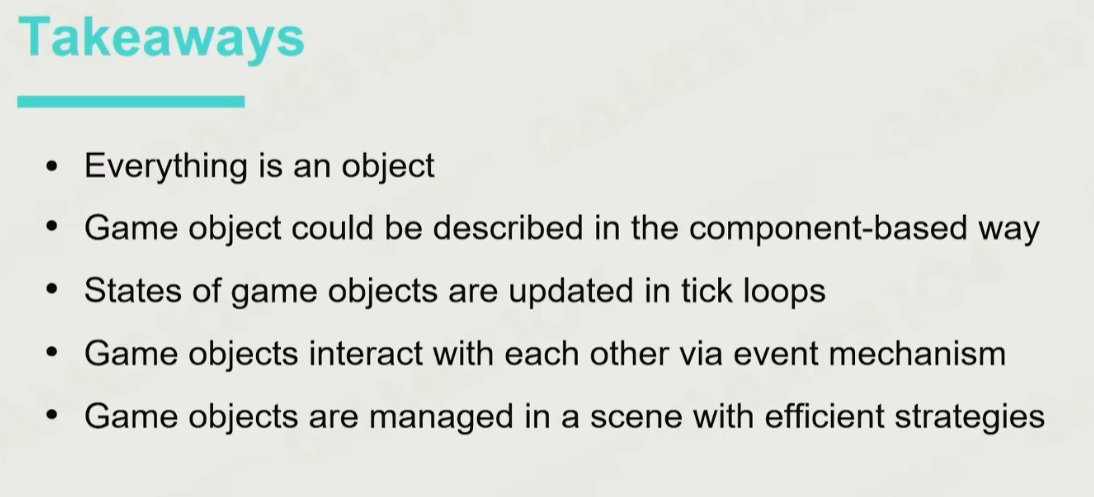 Takeaways
• Everything is an object
• Game object could be described in the component-based way
• States of game objects are updated in tick loops
• Game objects interact with each other via event mechanism
• Game objects are managed in a scene with efficient strategies